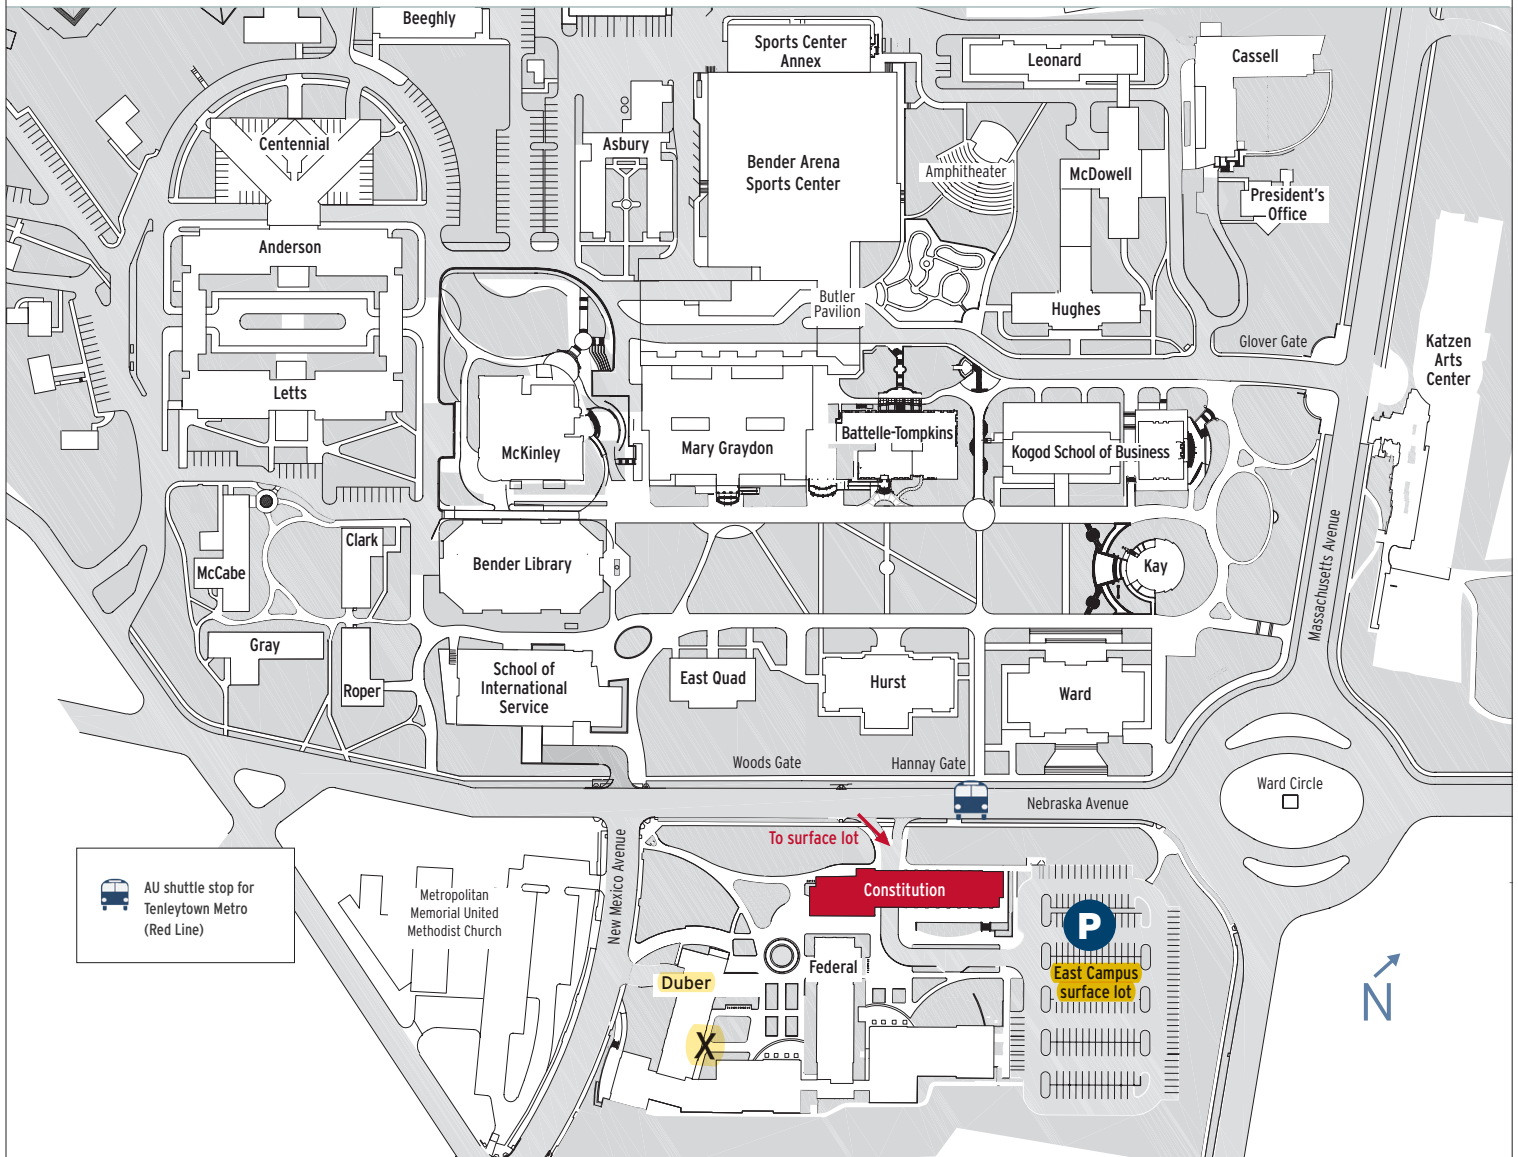 Beeghly
Sports Center
Annex
Leonard
Cassell
Centennial
Asbury
Bender Arena
Sports Center
Amphitheater
McDowell
President's
Office
Anderson
Butler
Pavilion
Hughes
Glover Gate
Katzen
Arts
Center
Letts
McKinley
Mary Graydon
Battelle-Tompkins
Kogod School of Business
Massachusetts Avenue
Clark
McCabe
Bender Library
Kay
Gray
Roper
School of
International
Service
East Quad
Hurst
Ward
Woods Gate
Hannay Gate
Ward Circle
Nebraska Avenue
To surface lot
New Mexico Avenue
Constitution
AU shuttle stop for
Tenleytown Metro
(Red Line)
Metropolitan
Memorial United
Methodist Church
P
Federal
Duber
East Campus
surface lot
N
X